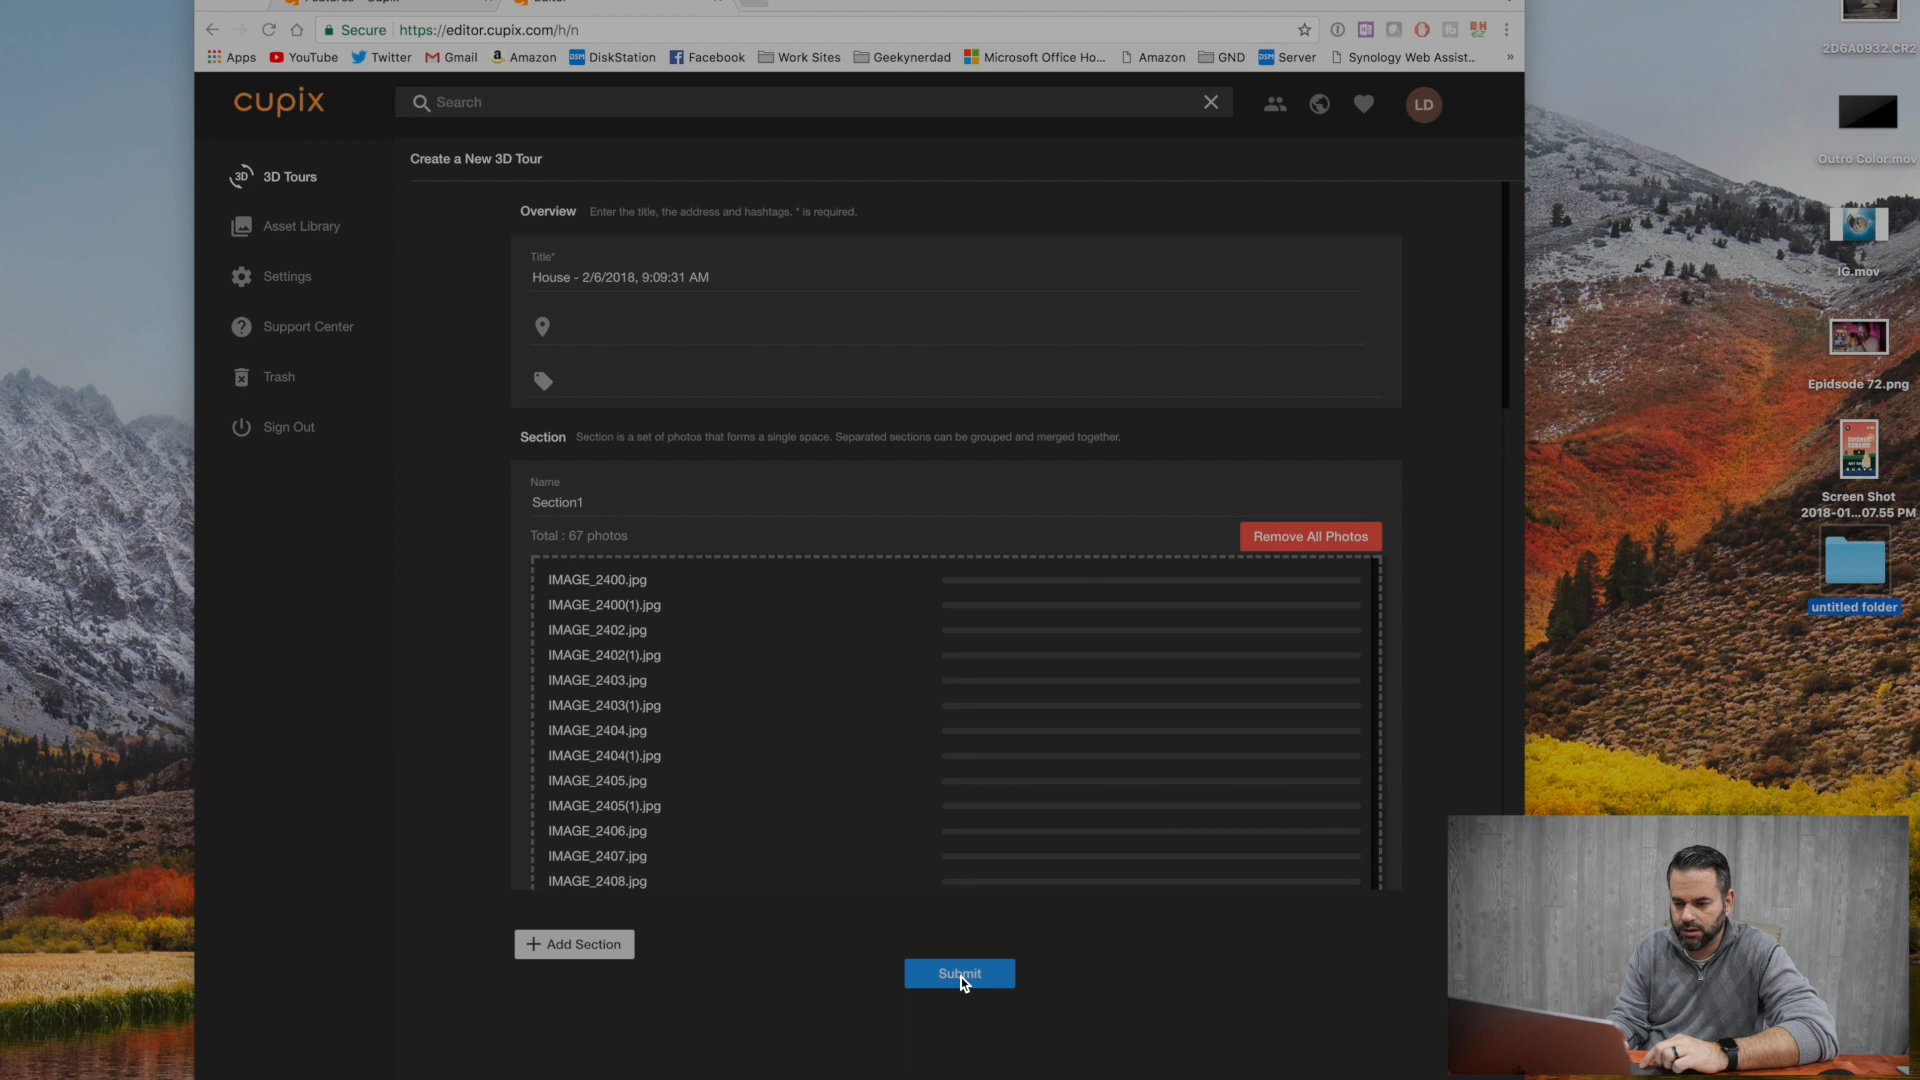 Secure https://editor.cupix.com/h/n
Apps YouTube Twitter Gmail Amazon DiskStation Facebook Work Sites Geekynerdad Microsoft Office Ho... Amazon GND Server Synology Web Assist.. »
cupix Search LD
Create a New 3D Tour
3D 3D Tours
Asset Library
Settings
Support Center
Trash
Sign Out
Overview Enter the title, the address and hashtags. * is required.
Title*
House - 2/6/2018, 9:09:31 AM
Section Section is a set of photos that forms a single space. Separated sections can be grouped and merged together.
Name
Section1
Total : 67 photos Remove All Photos
IMAGE_2400.jpg
IMAGE_2400(1).jpg
IMAGE_2402.jpg
IMAGE_2402(1).jpg
IMAGE_2403.jpg
IMAGE_2403(1).jpg
IMAGE_2404.jpg
IMAGE_2404(1).jpg
IMAGE_2405.jpg
IMAGE_2405(1).jpg
IMAGE_2406.jpg
IMAGE_2407.jpg
IMAGE_2408.jpg
+ Add Section
Submit
2D6A0932.CR2
Outro Color.mov
IG.mov
Epidsode 72.png
Screen Shot
2018-01...07.55 PM
untitled folder